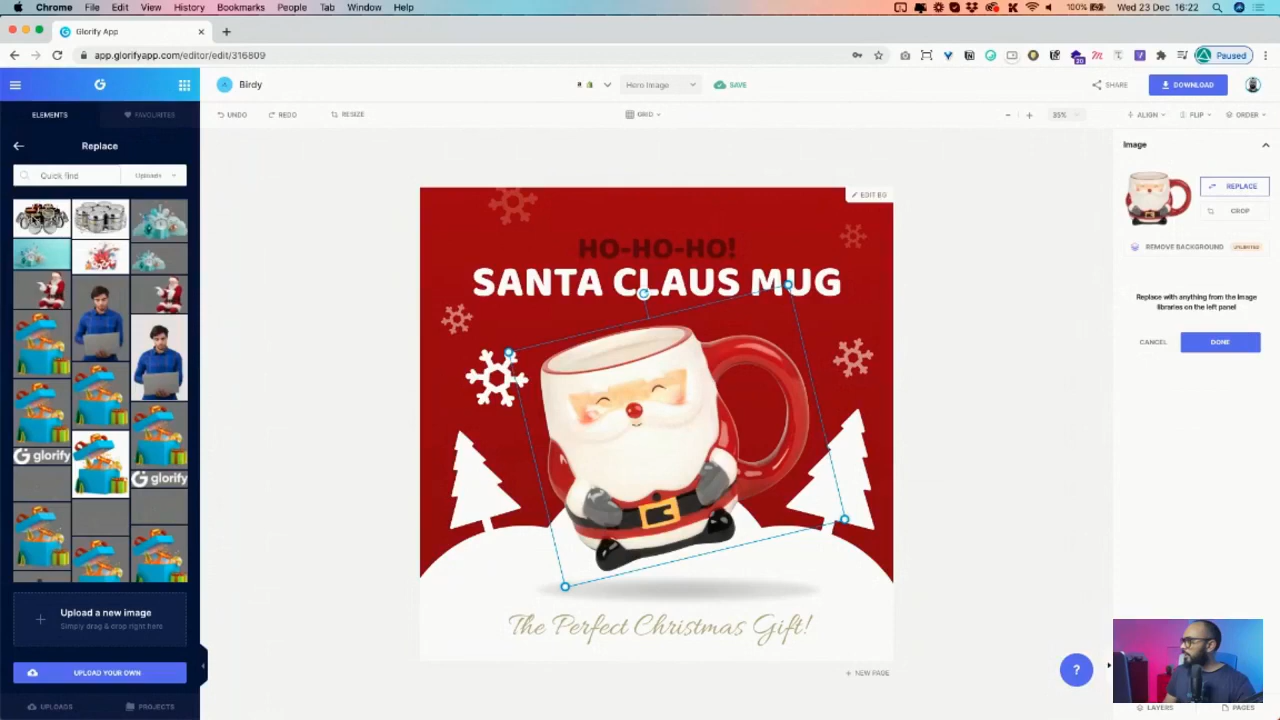 Chrome File Edit View History Bookmarks People Tab Window Help 100% Wed 23 Dec 16:22
Glorify App
app.glorifyapp.com/editor/edit/316809
20
Paused
Birdy
Hero Image
SAVE
SHARE
DOWNLOAD
ELEMENTS
FAVOURITES
UNDO
REDO
RESIZE
GRID
35%
ALIGN
FLIP
ORDER
Replace
Quick find
Uploads
Image
REPLACE
CROP
REMOVE BACKGROUND
UNLIMITED
Replace with anything from the image
libraries on the left panel
CANCEL
DONE
EDIT BG
HO-HO-HO!
SANTA CLAUS MUG
The Perfect Christmas Gift!
glorify
glorify
Upload a new image
Simply drag & drop right here
UPLOAD YOUR OWN
UPLOADS
PROJECTS
+ NEW PAGE
?
LAYERS
PAGES